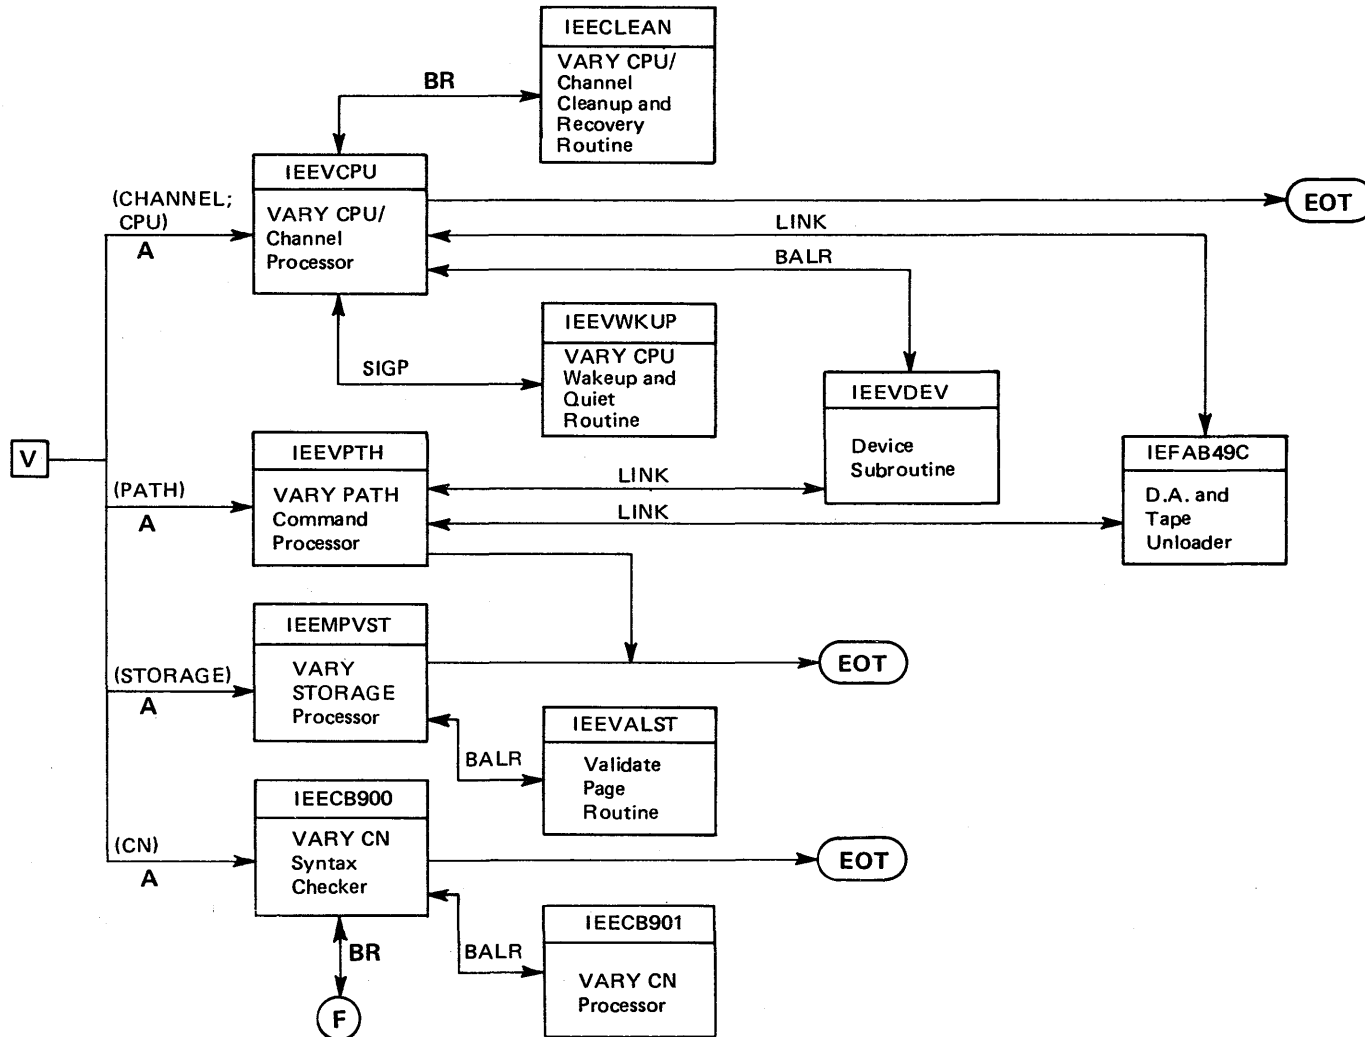 IEECLEAN
VARY CPU/
Channel
Cleanup and
Recovery
Routine
BR
IEEVCPU
VARY CPU/
Channel
Processor
(CHANNEL;
CPU)
A
EOT
LINK
BALR
IEEVWKUP
VARY CPU
Wakeup and
Quiet
Routine
SIGP
IEEVDEV
Device
Subroutine
IEFAB49C
D.A. and
Tape
Unloader
V
IEEVPTH
VARY PATH
Command
Processor
(PATH)
A
LINK
LINK
IEEMPVST
VARY
STORAGE
Processor
(STORAGE)
A
EOT
IEEVALST
Validate
Page
Routine
BALR
IEECB900
VARY CN
Syntax
Checker
(CN)
A
EOT
IEECB901
VARY CN
Processor
BALR
BR
F